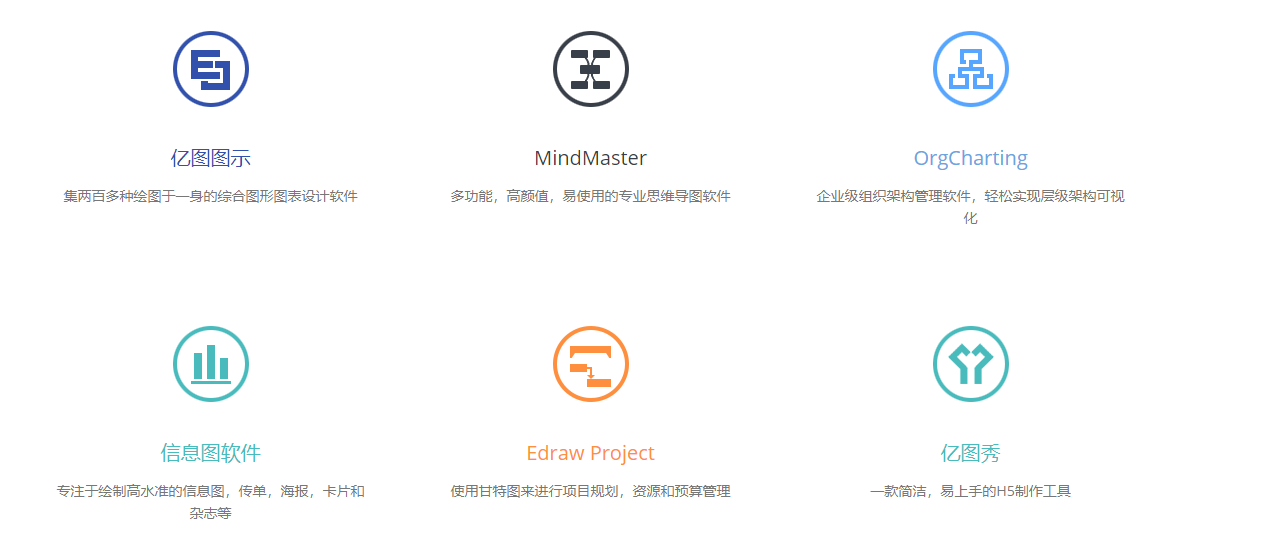 亿图图示
MindMaster
OrgCharting
集两百多种绘图于一身的综合图形图表设计软件
多功能，高颜值，易使用的专业思维导图软件
企业级组织架构管理软件，轻松实现层级架构可视
化
信息图软件
Edraw Project
亿图秀
专注于绘制高水准的信息图，传单，海报，卡片和
杂志等
使用甘特图来进行项目规划，资源和预算管理
一款简洁，易上手的H5制作工具